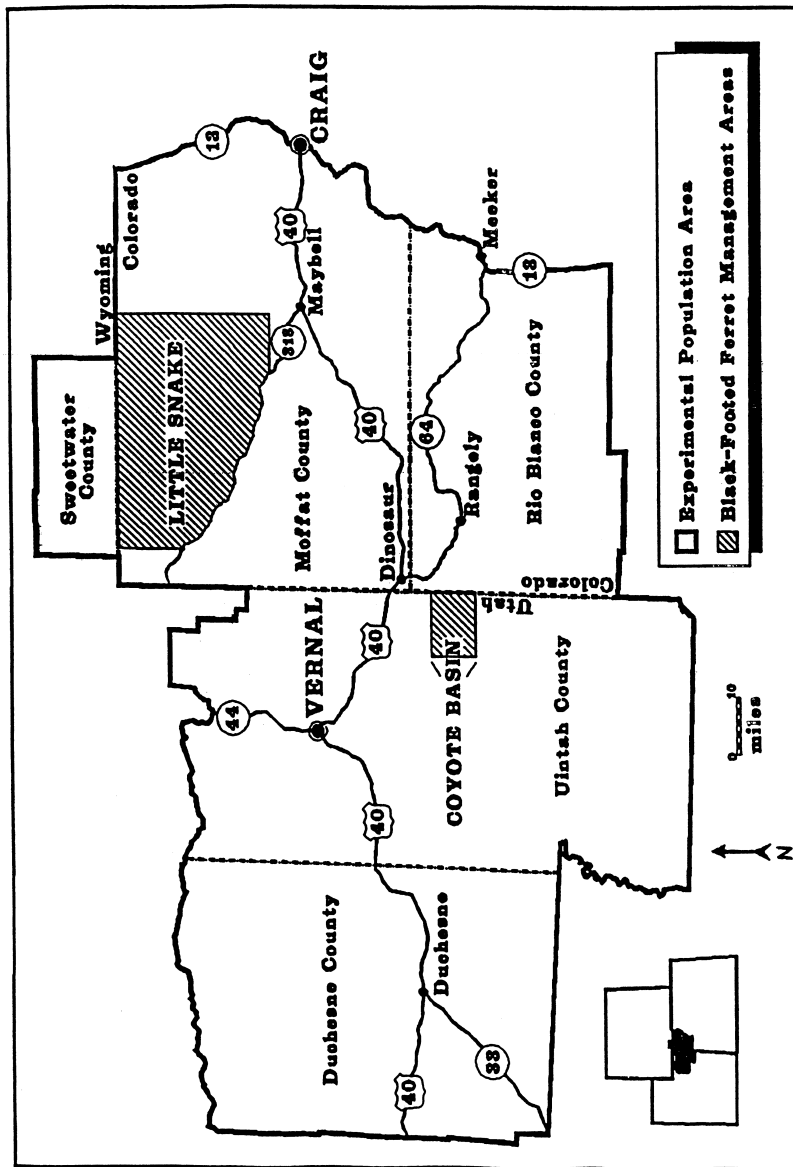 Sweetwater
County
Wyoming
Colorado
13
LITTLE SNAKE
318
40
CRAIG
Maybell
Moffat County
40
Dinosaur
64
Meeker
13
Rangely
Rio Blanco County
Colorado
Utah
44
VERNAL
40
COYOTE BASIN
Uintah County
40
Duchesne County
Duchesne
40
33
0 10
miles
N
Experimental Population Area
Black-Footed Ferret Management Areas